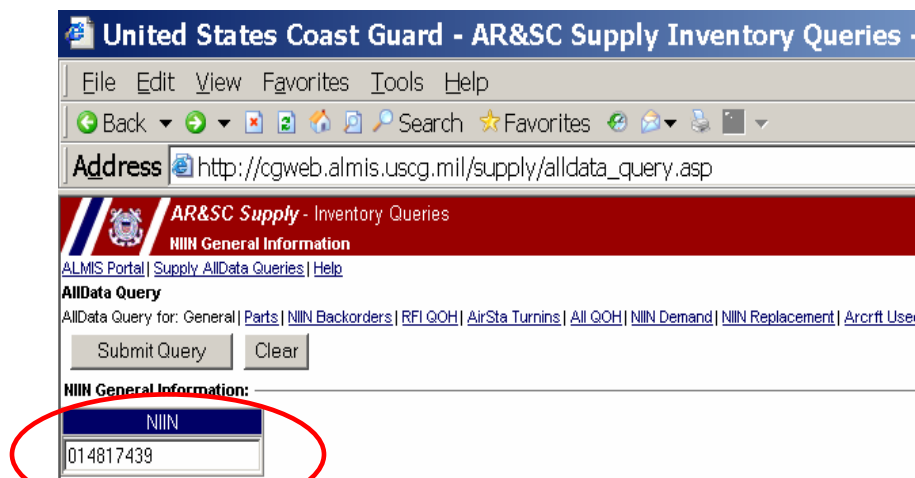 United States Coast Guard - AR&SC Supply Inventory Queries -
File Edit View Favorites Tools Help
Back Search Favorites
Address http://cgweb.almis.uscg.mil/supply/alldata_query.asp
AR&SC Supply - Inventory Queries
NIIN General Information
ALMIS Portal | Supply AllData Queries | Help
AllData Query
AllData Query for: General | Parts | NIIN Backorders | RFI QOH | AirSta Turnins | All QOH | NIIN Demand | NIIN Replacement | Arcrft Used
Submit Query Clear
NIIN General Information:
NIIN
014817439